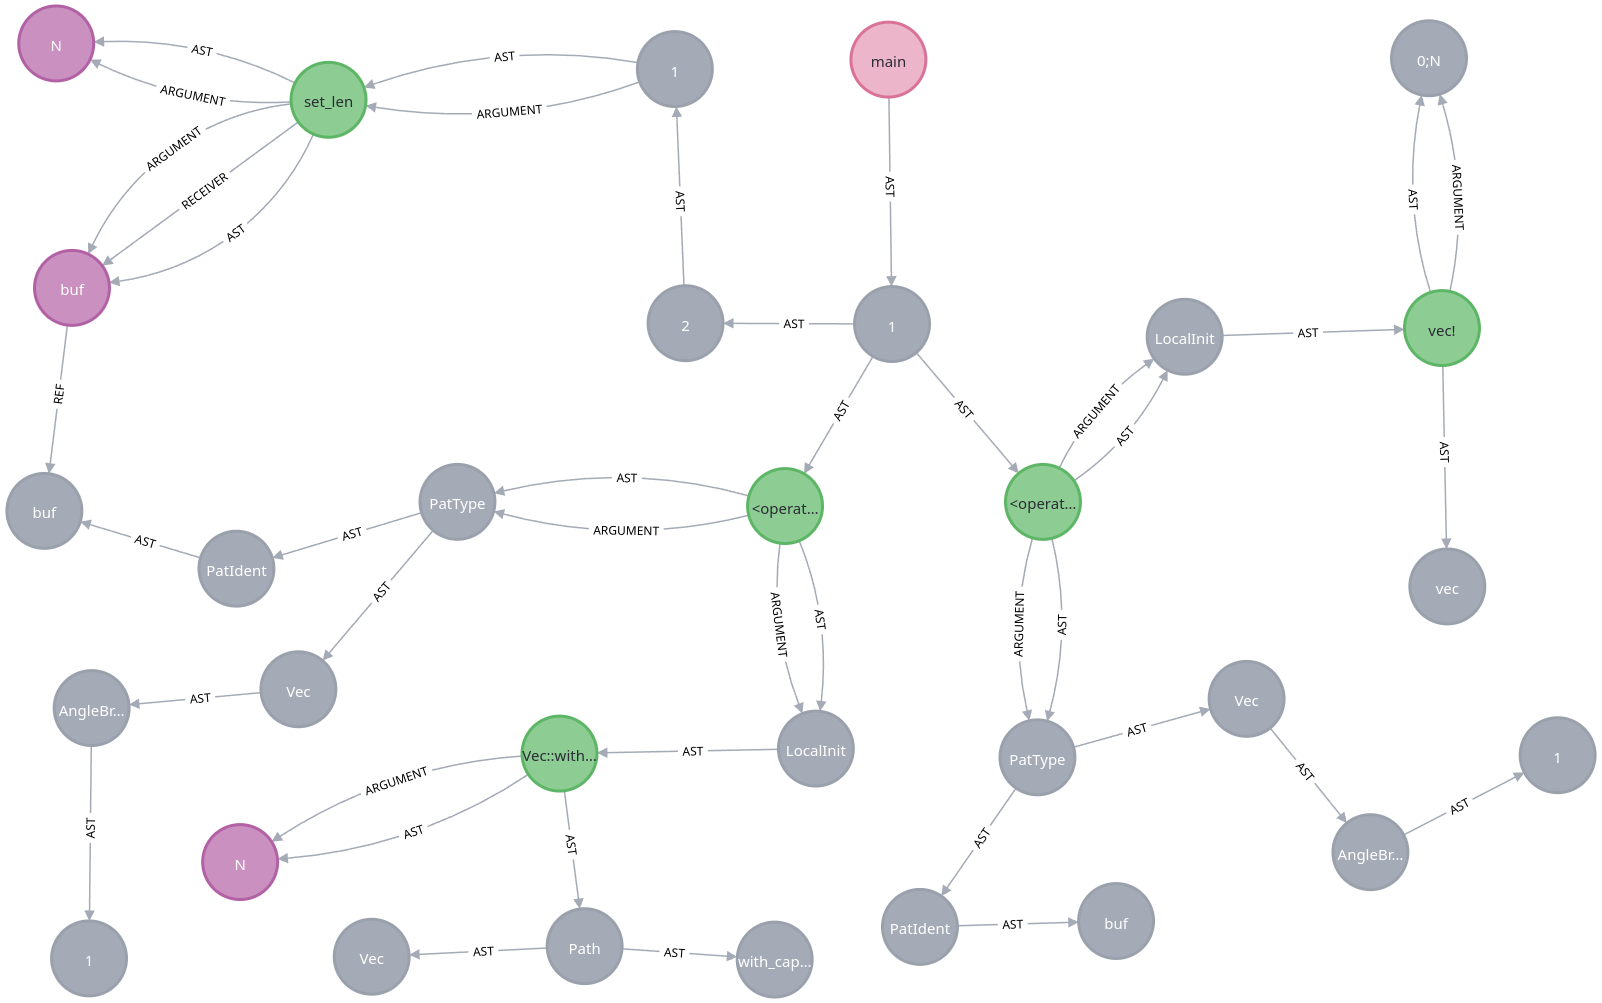 N
AST
ARGUMENT
set_len
AST
ARGUMENT
1
main
0;N
ARGUMENT
RECEIVER
AST
AST
AST
AST
ARGUMENT
buf
2
AST
1
LocalInit
AST
vec!
REF
AST
AST
ARGUMENT
AST
AST
buf
AST
PatIdent
AST
PatType
AST
ARGUMENT
<operat...
<operat...
AST
ARGUMENT
AST
ARGUMENT
AST
vec
AngleBr...
AST
Vec
Vec::with...
AST
LocalInit
PatType
AST
Vec
AST
AngleBr...
AST
1
AST
ARGUMENT
AST
N
AST
AST
1
Vec
AST
Path
AST
with_cap...
PatIdent
AST
buf